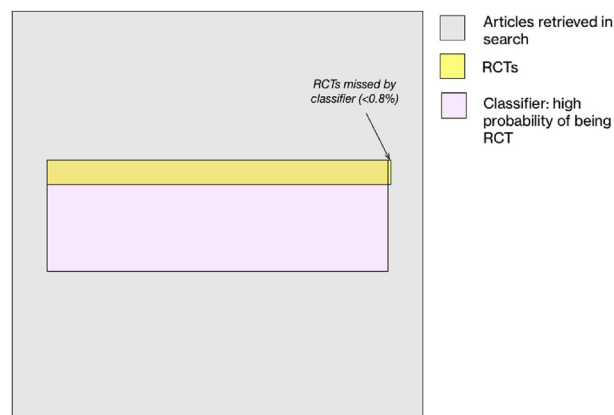 Articles retrieved in
search
RCTs
Classifier: high
probability of being
RCT
RCTs missed by
classifier (<0.8%)